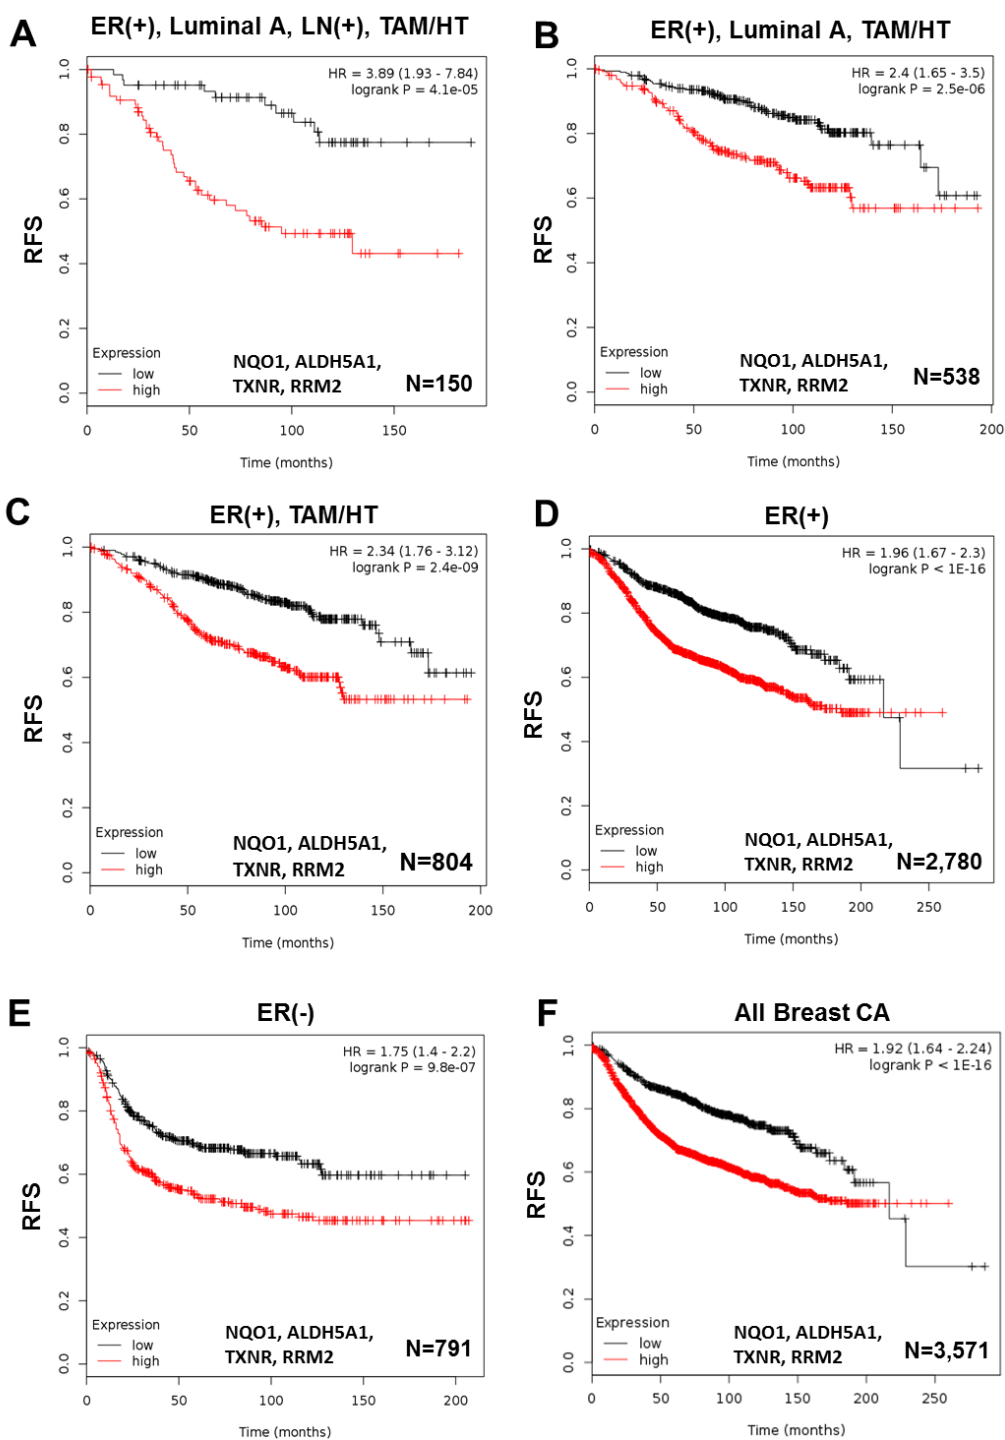 A
ER(+), Luminal A, LN(+), TAM/HT
HR = 3.89 (1.93 - 7.84)
logrank P = 4.1e-05
RFS
1.0
0.8
0.6
0.4
0.2
0.0
Expression
low
high
NQO1, ALDH5A1,
TXNR, RRM2
N=150
0 50 100 150
Time (months)
B
ER(+), Luminal A, TAM/HT
HR = 2.4 (1.65 - 3.5)
logrank P = 2.5e-06
RFS
1.0
0.8
0.6
0.4
0.2
0.0
Expression
low
high
NQO1, ALDH5A1,
TXNR, RRM2
N=538
0 50 100 150 200
Time (months)
C
ER(+), TAM/HT
HR = 2.34 (1.76 - 3.12)
logrank P = 2.4e-09
RFS
1.0
0.8
0.6
0.4
0.2
0.0
Expression
low
high
NQO1, ALDH5A1,
TXNR, RRM2
N=804
0 50 100 150 200
Time (months)
D
ER(+)
HR = 1.96 (1.67 - 2.3)
logrank P < 1E-16
RFS
1.0
0.8
0.6
0.4
0.2
0.0
Expression
low
high
NQO1, ALDH5A1,
TXNR, RRM2
N=2,780
0 50 100 150 200 250
Time (months)
E
ER(-)
HR = 1.75 (1.4 - 2.2)
logrank P = 9.8e-07
RFS
1.0
0.8
0.6
0.4
0.2
0.0
Expression
low
high
NQO1, ALDH5A1,
TXNR, RRM2
N=791
0 50 100 150 200
Time (months)
F
All Breast CA
HR = 1.92 (1.64 - 2.24)
logrank P < 1E-16
RFS
1.0
0.8
0.6
0.4
0.2
0.0
Expression
low
high
NQO1, ALDH5A1,
TXNR, RRM2
N=3,571
0 50 100 150 200 250
Time (months)